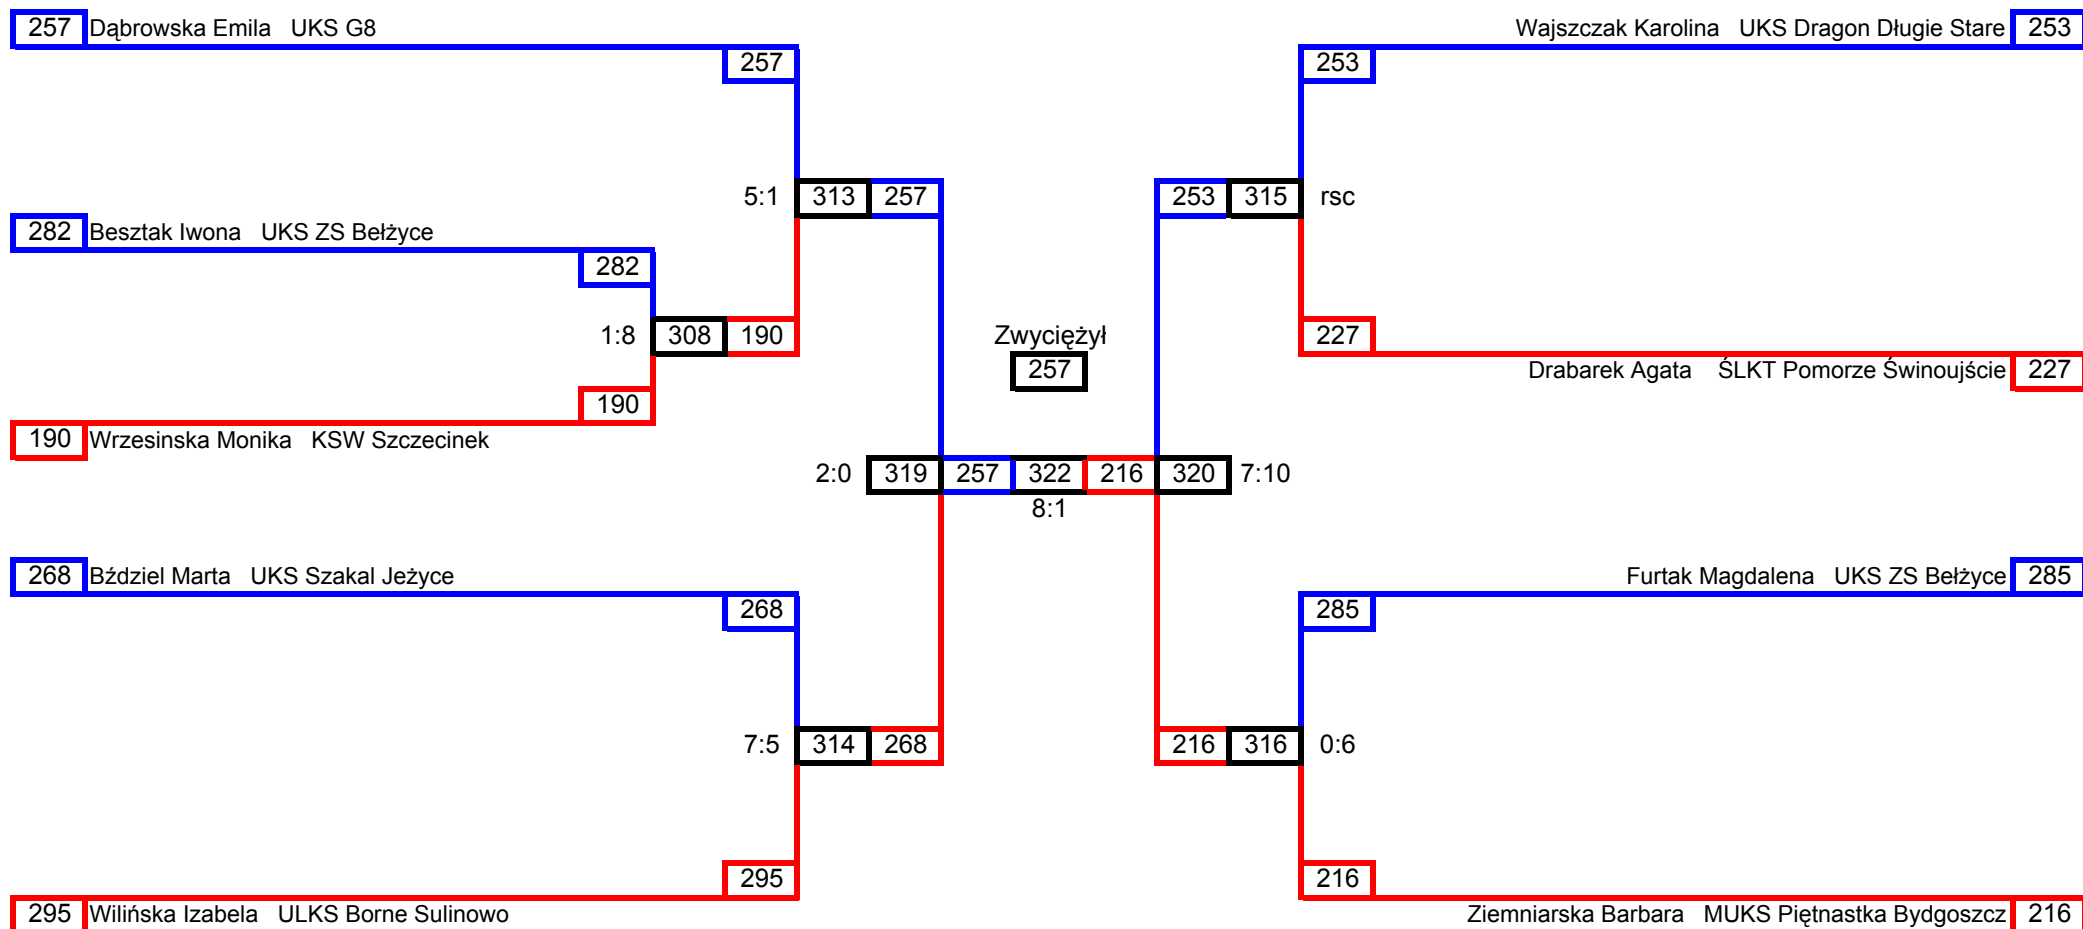 257 Dąbrowska Emila UKS G8
Wajszczak Karolina UKS Dragon Długie Stare 253
257
253
5:1 313 257
253 315 rsc
282 Besztak Iwona UKS ZS Bełżyce
282
1:8 308 190
Zwyciężył
227
257
Drabarek Agata ŚLKT Pomorze Świnoujście 227
190
190 Wrzesinska Monika KSW Szczecinek
2:0 319 257 322 216 320 7:10
8:1
268 Bździel Marta UKS Szakal Jeżyce
Furtak Magdalena UKS ZS Bełżyce 285
268
285
7:5 314 268
216 316 0:6
295
216
295 Wilińska Izabela ULKS Borne Sulinowo
Ziemniarska Barbara MUKS Piętnastka Bydgoszcz 216